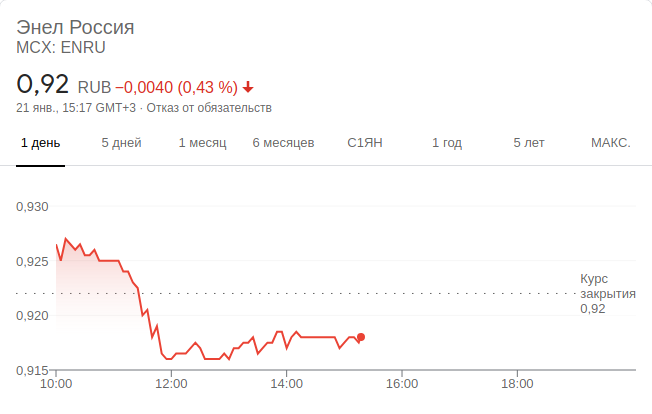 Энел Россия
MCX: ENRU
0,92 RUB −0,0040 (0,43 %)
21 янв., 15:17 GMT+3 · Отказ от обязательств
1 день 5 дней 1 месяц 6 месяцев С1ЯН 1 год 5 лет МАКС.
0,930
0,925
Курс
закрытия
0,92
0,920
0,915
10:00 12:00 14:00 16:00 18:00